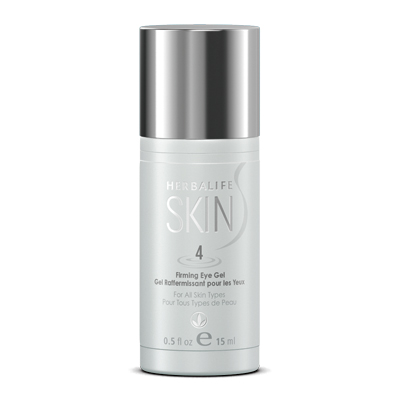 HERBALIFE
SKIN
4
Firming Eye Gel
Gel Raffermissant pour les Yeux
For All Skin Types
Pour Tous Types de Peau
0.5 fl oz e 15 ml